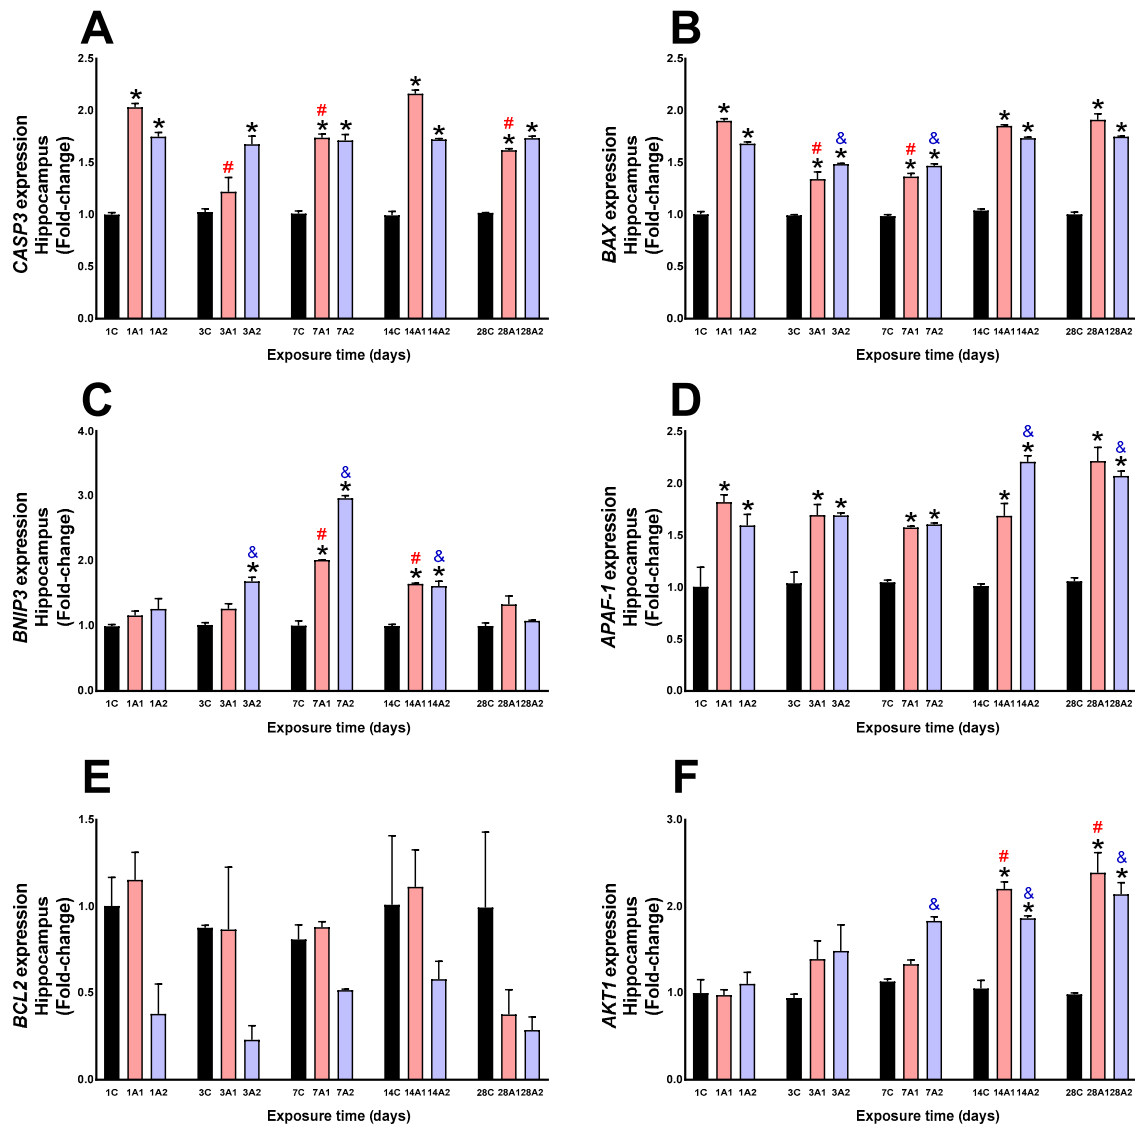 A
CASP3 expression
Hippocampus
(Fold-change)
2.5
2.0
1.5
1.0
0.5
0.0
* * # * # * * * * # * *
1C 1A1 1A2 3C 3A1 3A2 7C 7A1 7A2 14C 14A1 14A2 28C 28A1 28A2
Exposure time (days)
B
BAX expression
Hippocampus
(Fold-change)
2.5
2.0
1.5
1.0
0.5
0.0
* * # * & * # * & * * * * *
1C 1A1 1A2 3C 3A1 3A2 7C 7A1 7A2 14C 14A1 14A2 28C 28A1 28A2
Exposure time (days)
C
BNIP3 expression
Hippocampus
(Fold-change)
4.0
3.0
2.0
1.0
0.0
& * # * & * # * & *
1C 1A1 1A2 3C 3A1 3A2 7C 7A1 7A2 14C 14A1 14A2 28C 28A1 28A2
Exposure time (days)
D
APAF-1 expression
Hippocampus
(Fold-change)
2.5
2.0
1.5
1.0
0.5
0.0
* * * * * * * & * * & *
1C 1A1 1A2 3C 3A1 3A2 7C 7A1 7A2 14C 14A1 14A2 28C 28A1 28A2
Exposure time (days)
E
BCL2 expression
Hippocampus
(Fold-change)
1.5
1.0
0.5
0.0
1C 1A1 1A2 3C 3A1 3A2 7C 7A1 7A2 14C 14A1 14A2 28C 28A1 28A2
Exposure time (days)
F
AKT1 expression
Hippocampus
(Fold-change)
3.0
2.0
1.0
0.0
& # * & * # * & *
1C 1A1 1A2 3C 3A1 3A2 7C 7A1 7A2 14C 14A1 14A2 28C 28A1 28A2
Exposure time (days)